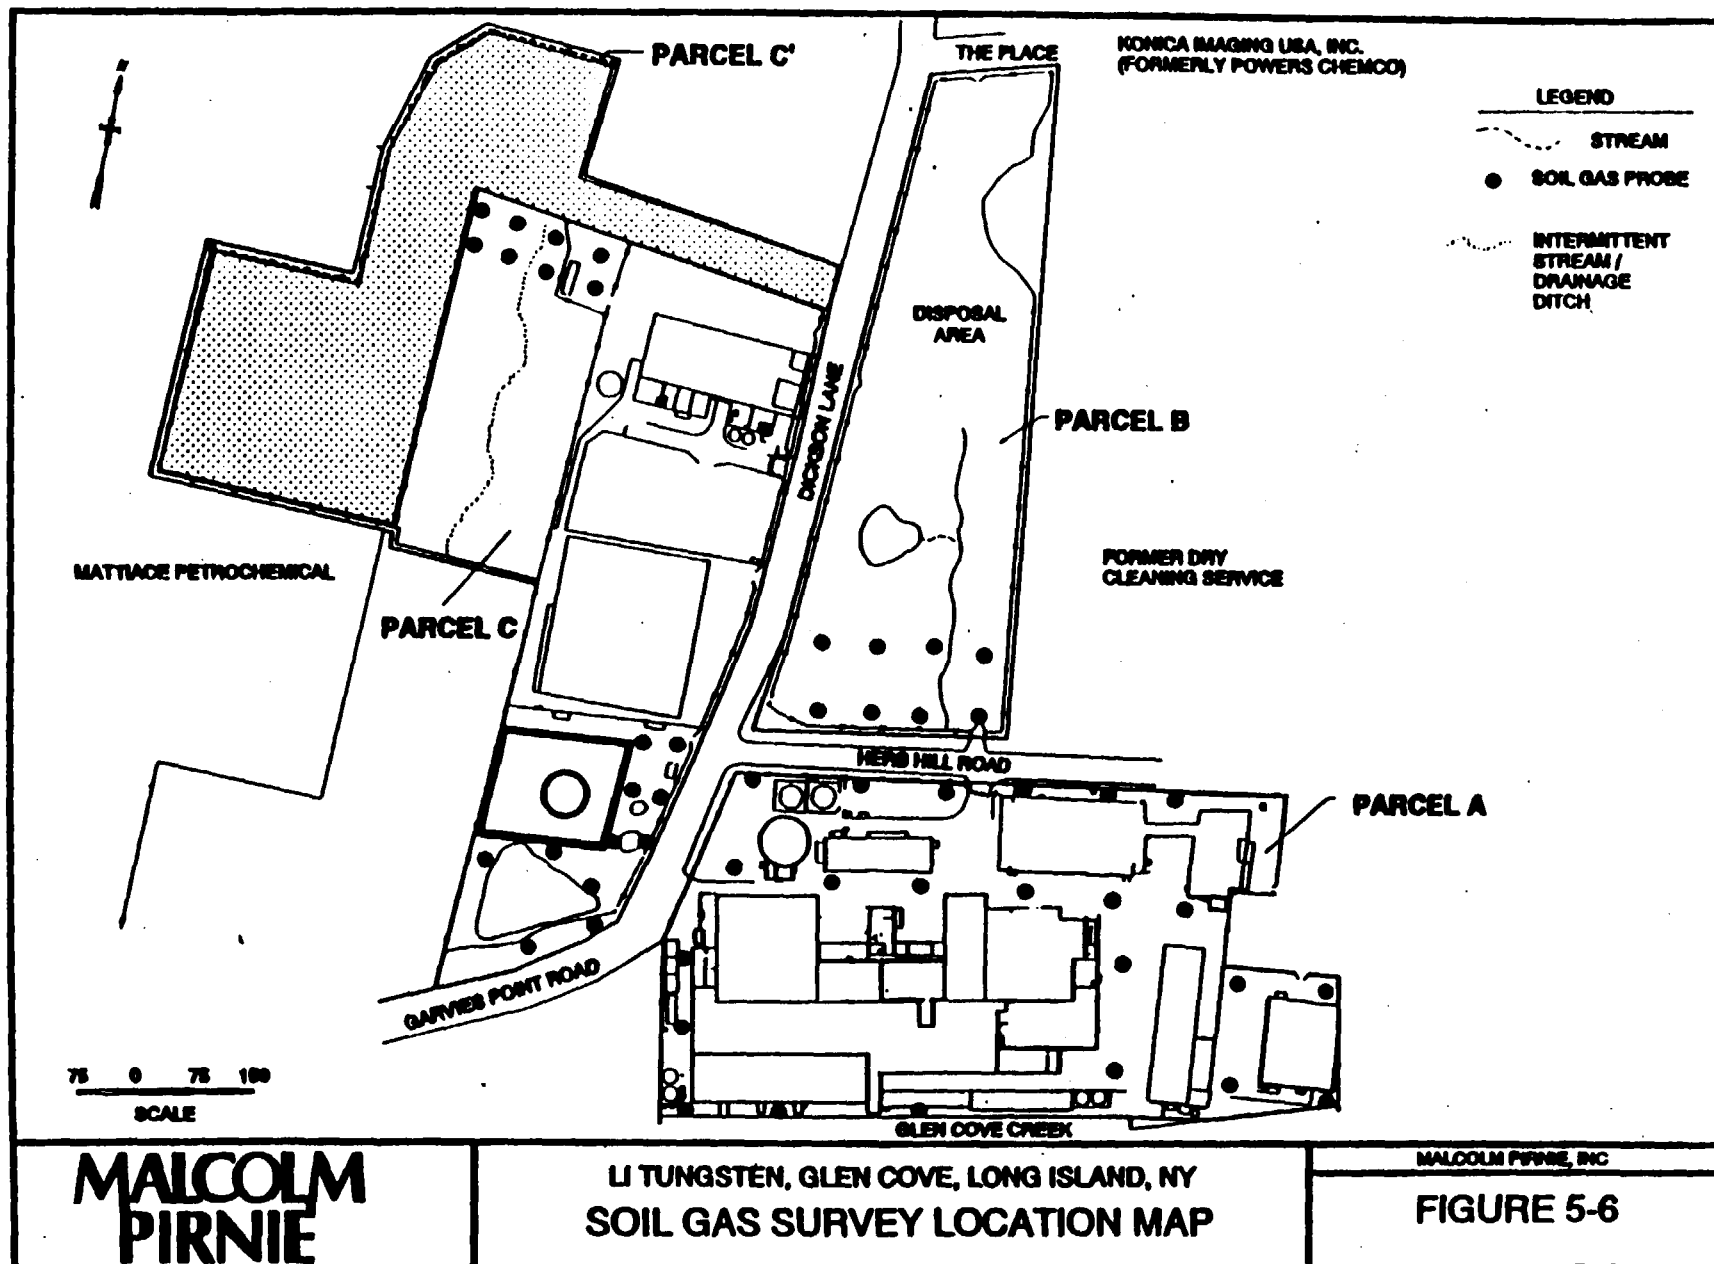 PARCEL C'
THE PLACE
KONICA IMAGING USA, INC.
(FORMERLY POWERS CHEMCO)
LEGEND
STREAM
SOIL GAS PROBE
INTERMITTENT
STREAM /
DRAINAGE
DITCH
DISPOSAL
AREA
DICKSON LANE
PARCEL B
MATTIACE PETROCHEMICAL
FORMER DRY
CLEANING SERVICE
PARCEL C
HERB HILL ROAD
PARCEL A
GARVIES POINT ROAD
75 0 75 150
SCALE
GLEN COVE CREEK
MALCOLM
PIRNIE
LI TUNGSTEN, GLEN COVE, LONG ISLAND, NY
SOIL GAS SURVEY LOCATION MAP
MALCOLM PIRNIE, INC
FIGURE 5-6